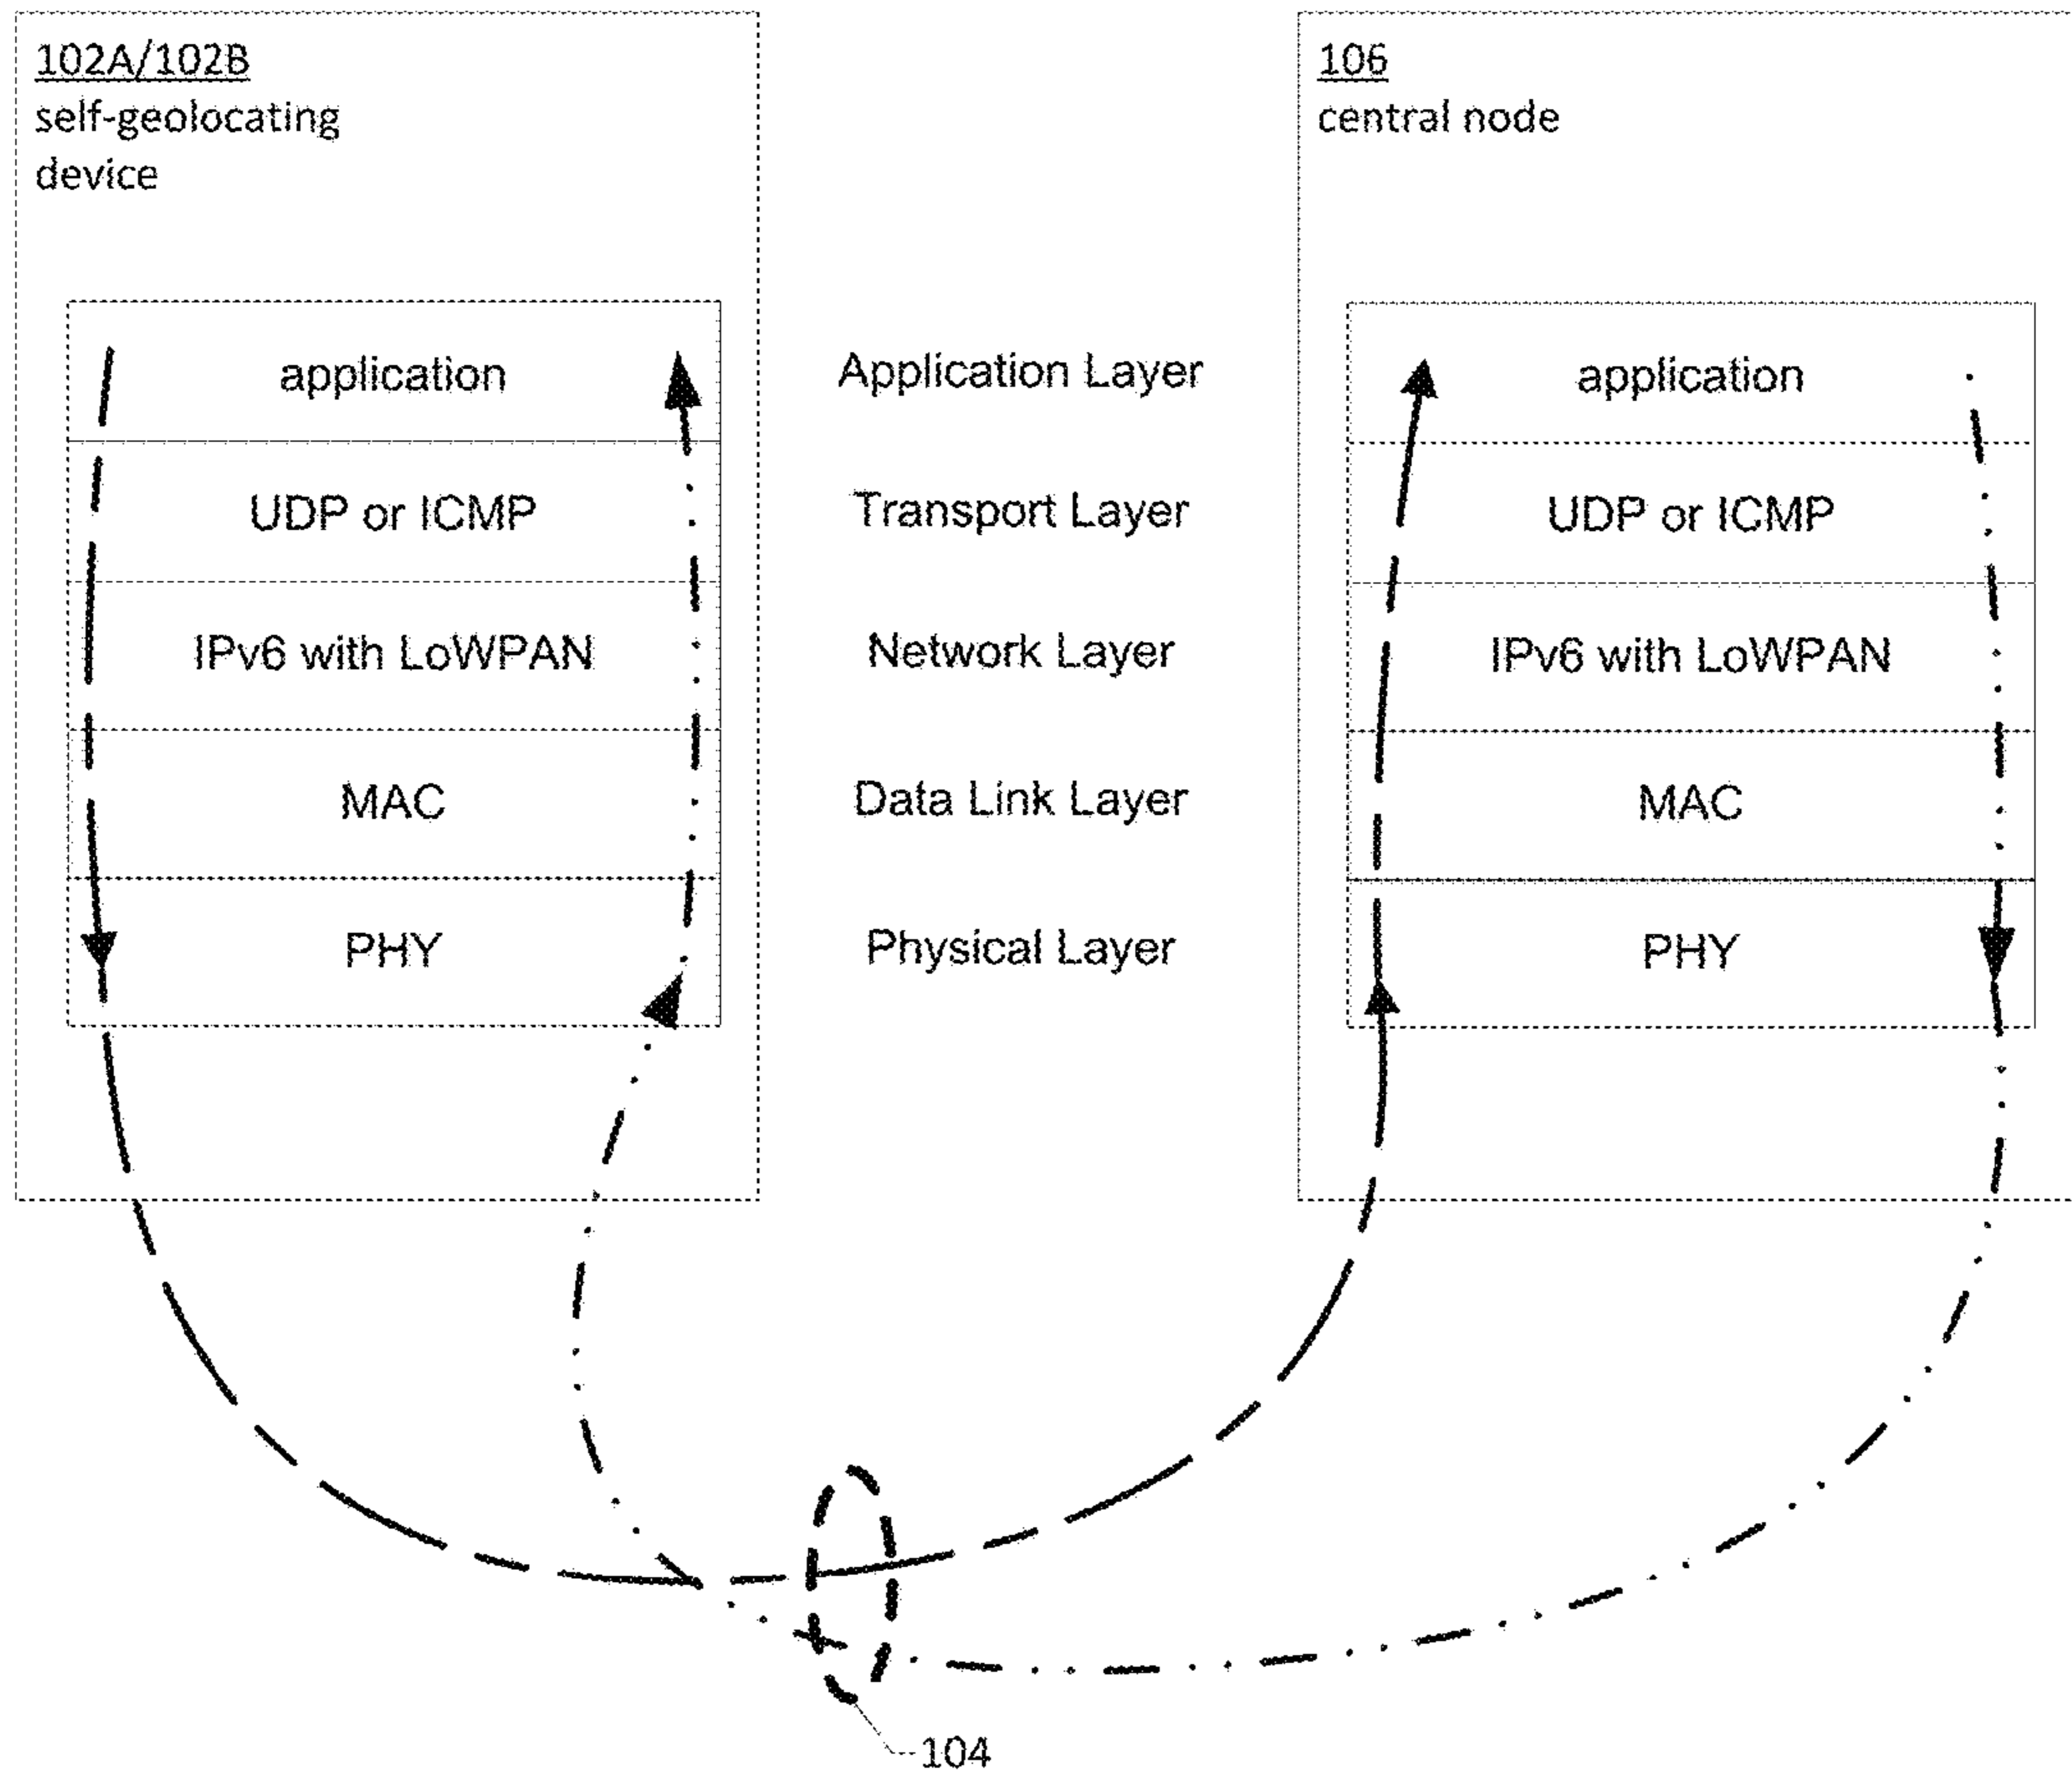 102A/102B
self-geolocating
device
106
central node
application
Application Layer
application
UDP or ICMP
Transport Layer
UDP or ICMP
IPv6 with LoWPAN
Network Layer
IPv6 with LoWPAN
MAC
Data Link Layer
MAC
PHY
Physical Layer
PHY
104